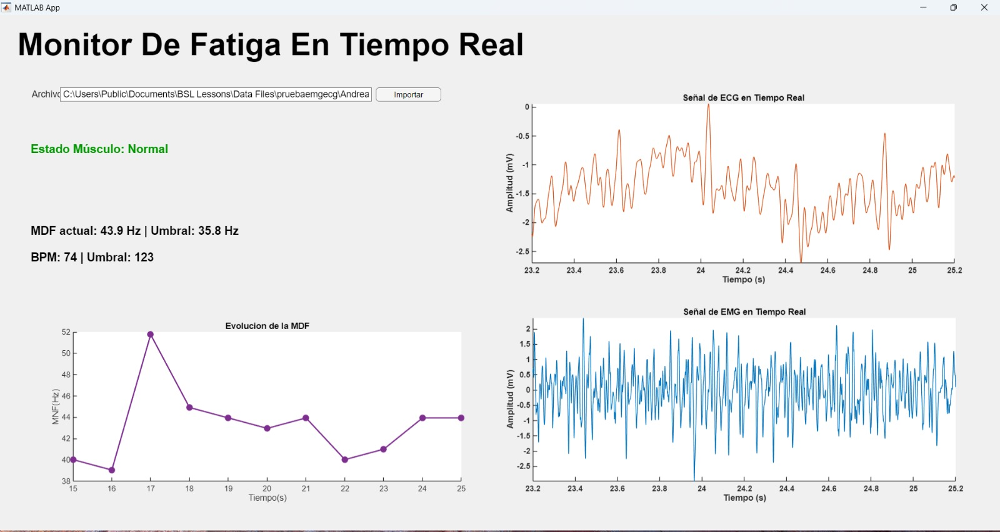 MATLAB App
Monitor De Fatiga En Tiempo Real
Archivo C:\Users\Public\Documents\BSL Lessons\Data Files\pruebaemgecg\Andrea Importar
Estado Músculo: Normal
MDF actual: 43.9 Hz | Umbral: 35.8 Hz
BPM: 74 | Umbral: 123
Evolucion de la MDF
MNF(Hz)
52
50
48
46
44
42
40
38
15 16 17 18 19 20 21 22 23 24 25
Tiempo(s)
Señal de ECG en Tiempo Real
Amplitud (mV)
0
-0.5
-1
-1.5
-2
-2.5
23.2 23.4 23.6 23.8 24 24.2 24.4 24.6 24.8 25 25.2
Tiempo (s)
Señal de EMG en Tiempo Real
Amplitud (mV)
2
1.5
1
0.5
0
-0.5
-1
-1.5
-2
-2.5
23.2 23.4 23.6 23.8 24 24.2 24.4 24.6 24.8 25 25.2
Tiempo (s)